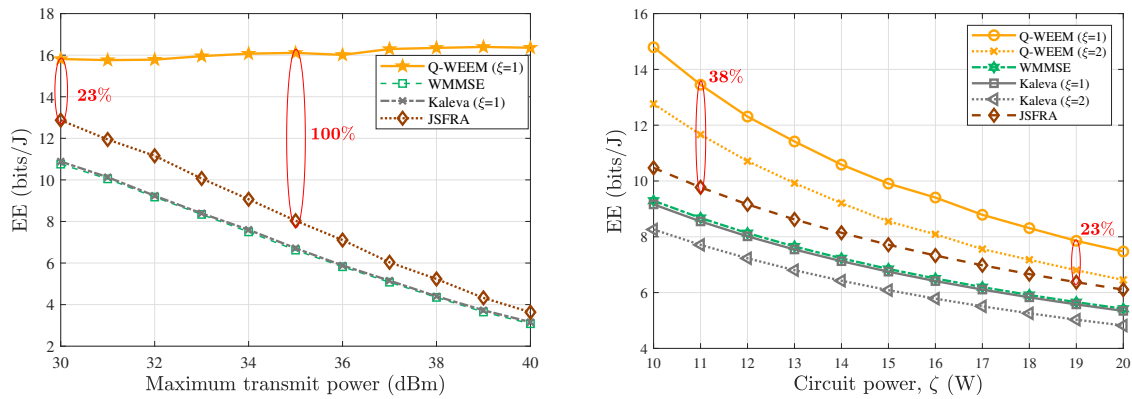 EE (bits/J)
16
14
12
10
8
6
4
2
18
30
32
34
36
38
40
Maximum transmit power (dBm)
23%
100%
Q-WEEM (ξ=1)
WMMSE
Kaleva (ξ=1)
JSFRA
EE (bits/J)
16
14
12
10
8
6
4
10
11
12
13
14
15
16
17
18
19
20
Circuit power, ζ (W)
38%
23%
Q-WEEM (ξ=1)
Q-WEEM (ξ=2)
WMMSE
Kaleva (ξ=1)
Kaleva (ξ=2)
JSFRA